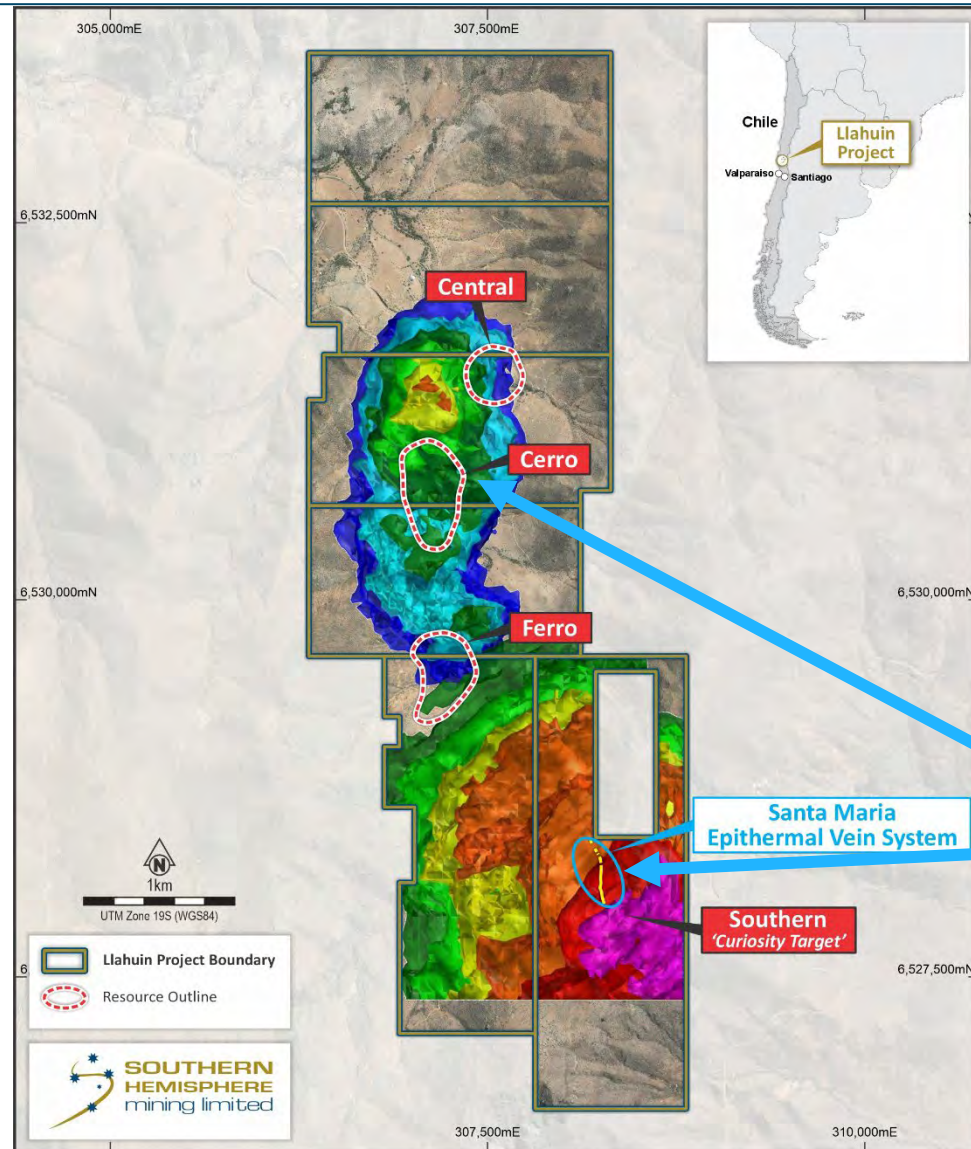 305,000mE
307,500mE
Chile
Llahuin
Project
Valparaiso
Santiago
6,532,500mN
Central
Cerro
6,530,000mN
6,530,000mN
Ferro
Santa Maria
Epithermal Vein System
N
1km
UTM Zone 19S (WGS84)
Southern
'Curiosity Target'
Llahuin Project Boundary
Resource Outline
6
6,527,500mN
SOUTHERN
HEMISPHERE
mining limited
307,500mE
310,000mE